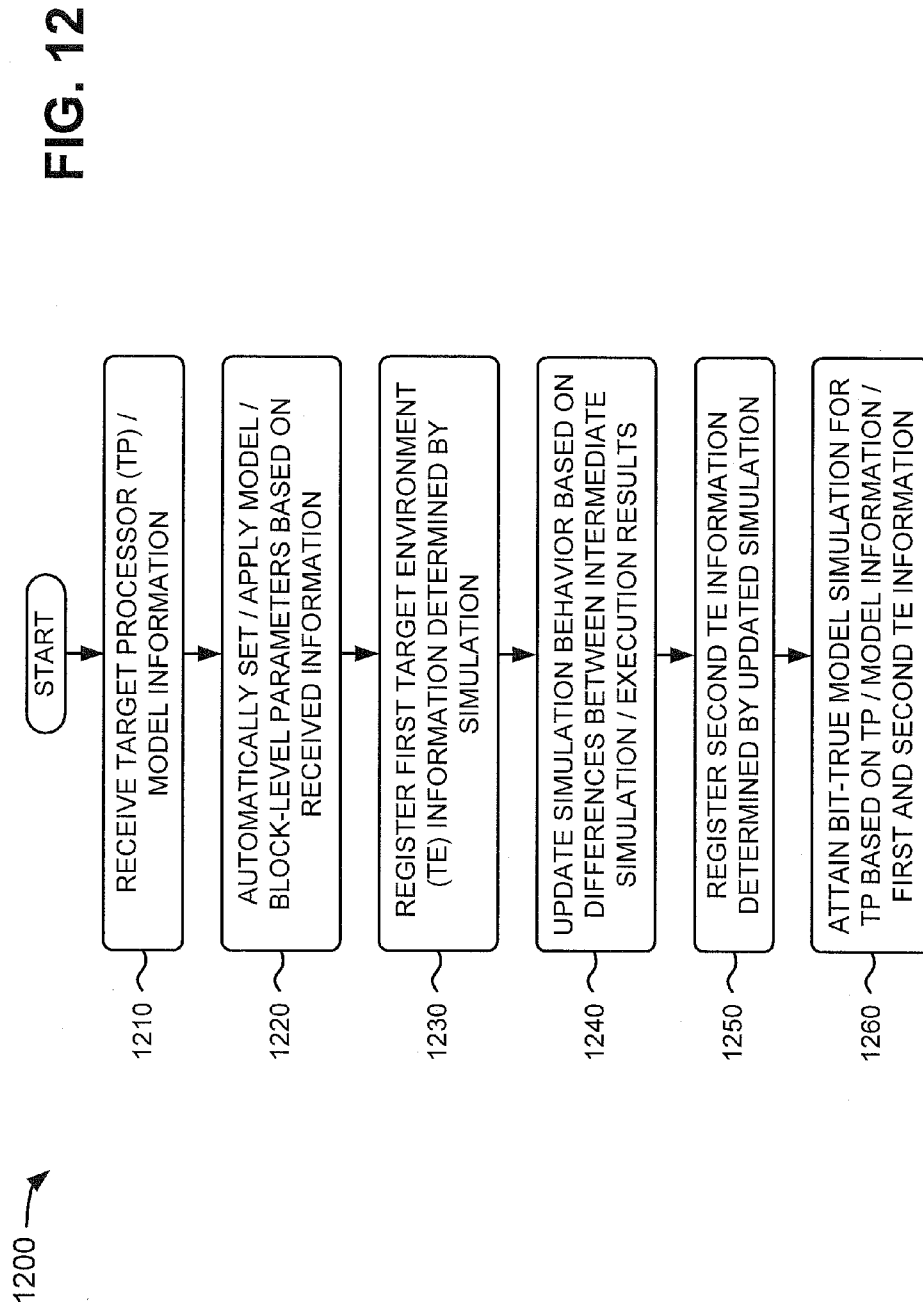 FIG. 12
1200
START
1210
RECEIVE TARGET PROCESSOR (TP) /
MODEL INFORMATION
1220
AUTOMATICALLY SET / APPLY MODEL /
BLOCK-LEVEL PARAMETERS BASED ON
RECEIVED INFORMATION
1230
REGISTER FIRST TARGET ENVIRONMENT
(TE) INFORMATION DETERMINED BY
SIMULATION
1240
UPDATE SIMULATION BEHAVIOR BASED ON
DIFFERENCES BETWEEN INTERMEDIATE
SIMULATION / EXECUTION RESULTS
1250
REGISTER SECOND TE INFORMATION
DETERMINED BY UPDATED SIMULATION
1260
ATTAIN BIT-TRUE MODEL SIMULATION FOR
TP BASED ON TP / MODEL INFORMATION /
FIRST AND SECOND TE INFORMATION